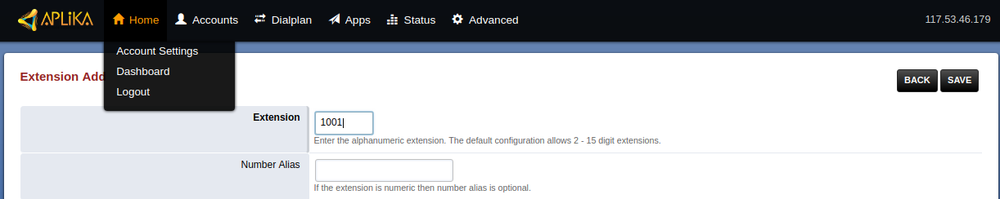 APLiKA Home Accounts Dialplan Apps Status Advanced 117.53.46.179
Account Settings
Dashboard
Logout
Extension Add
BACK SAVE
Extension 1001
Enter the alphanumeric extension. The default configuration allows 2 - 15 digit extensions.
Number Alias
If the extension is numeric then number alias is optional.